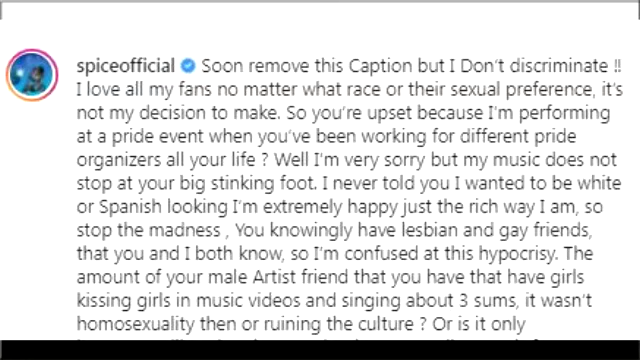 spiceofficial Soon remove this Caption but I Don't discriminate !!
I love all my fans no matter what race or their sexual preference, it's
not my decision to make. So you're upset because I'm performing
at a pride event when you've been working for different pride
organizers all your life ? Well I'm very sorry but my music does not
stop at your big stinking foot. I never told you I wanted to be white
or Spanish looking I'm extremely happy just the rich way I am, so
stop the madness , You knowingly have lesbian and gay friends,
that you and I both know, so I'm confused at this hypocrisy. The
amount of your male Artist friend that you have that have girls
kissing girls in music videos and singing about 3 sums, it wasn't
homosexuality then or ruining the culture ? Or is it only